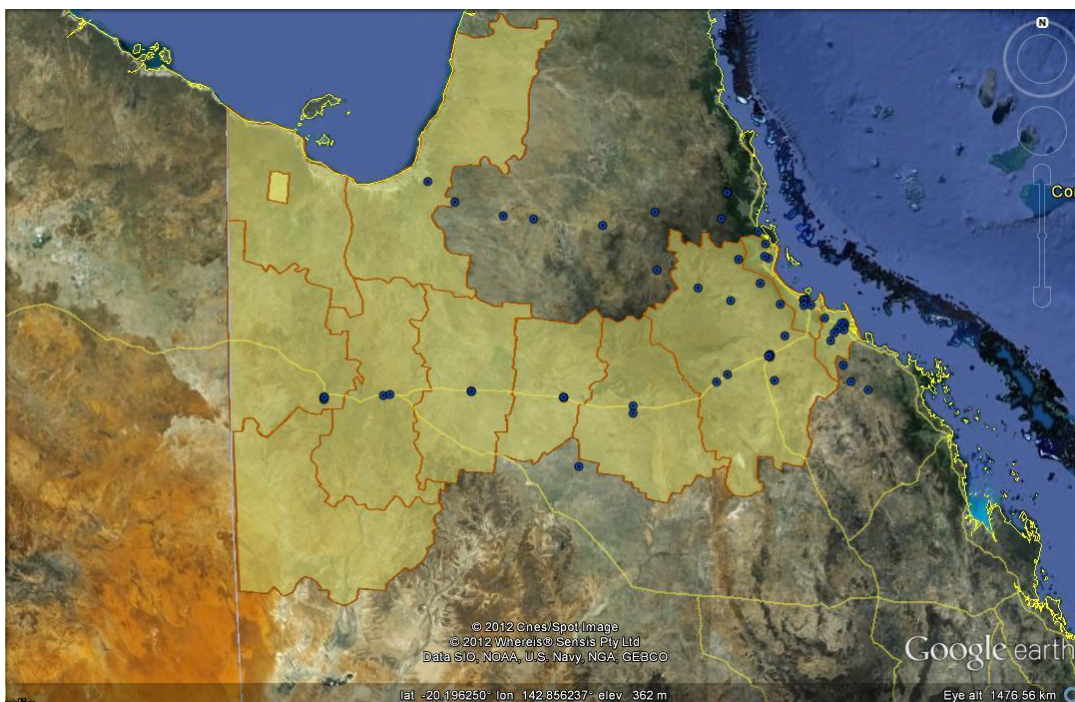 N
Co
© 2012 Cnes/Spot Image
© 2012 Whereis® Sensis Pty Ltd
Data SIO, NOAA, U.S. Navy, NGA, GEBCO
Google earth
lat -20.196250° lon 142.856237° elev 362 m
Eye alt 1476.56 km